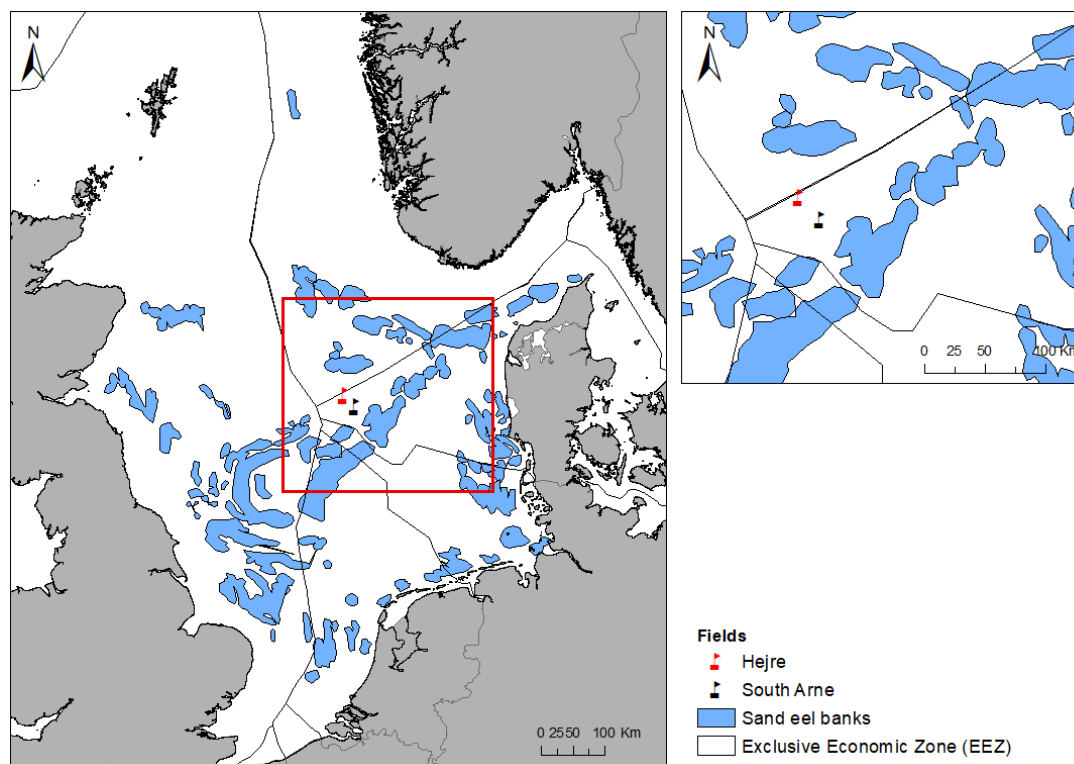 N
0 2550 100 Km
N
0 25 50 100 Km
Fields
Hejre
South Arne
Sand eel banks
Exclusive Economic Zone (EEZ)